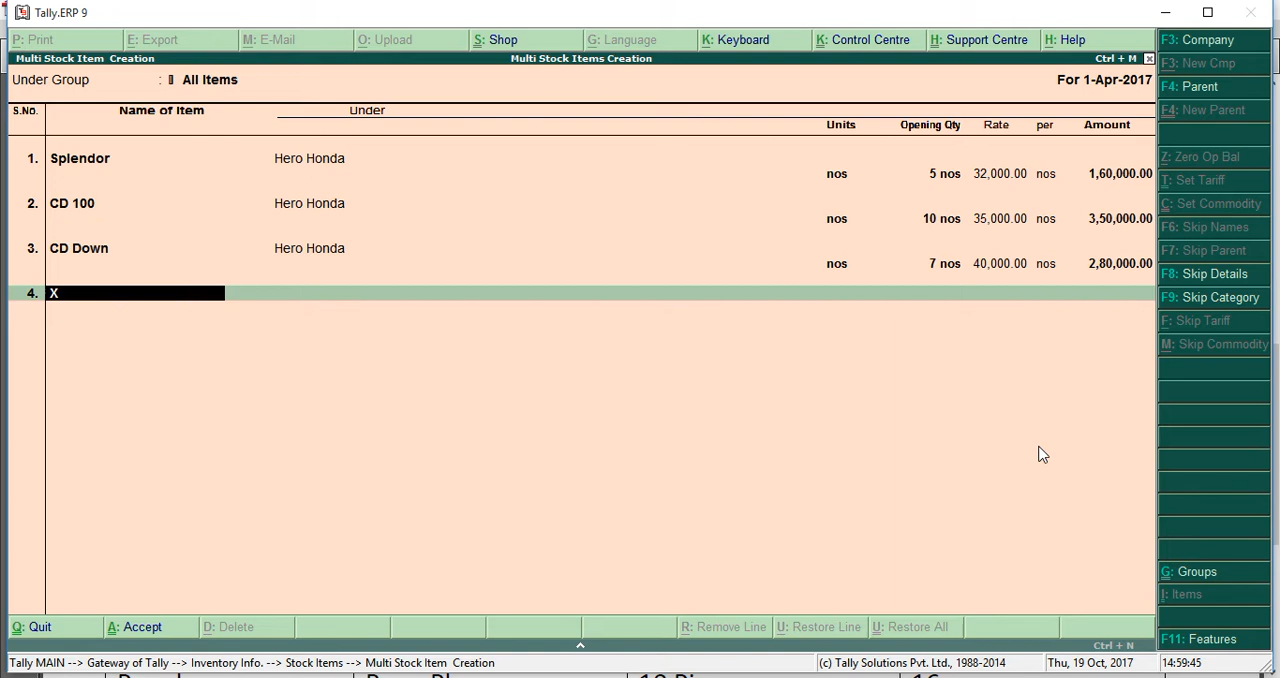 Tally.ERP 9
P: Print E: Export M: E-Mail O: Upload S: Shop G: Language K: Keyboard K: Control Centre H: Support Centre H: Help
Multi Stock Item Creation Multi Stock Items Creation Ctrl + M
Under Group : All Items For 1-Apr-2017
S.No. Name of Item Under
Units Opening Qty Rate per Amount
1. Splendor Hero Honda
nos 5 nos 32,000.00 nos 1,60,000.00
2. CD 100 Hero Honda
nos 10 nos 35,000.00 nos 3,50,000.00
3. CD Down Hero Honda
nos 7 nos 40,000.00 nos 2,80,000.00
4. X
F3: Company
F3: New Cmp
F4: Parent
F4: New Parent
Z: Zero Op Bal
T: Set Tariff
C: Set Commodity
F6: Skip Names
F7: Skip Parent
F8: Skip Details
F9: Skip Category
F: Skip Tariff
M: Skip Commodity
G: Groups
I: Items
F11: Features
Q: Quit A: Accept D: Delete R: Remove Line U: Restore Line U: Restore All
Ctrl + N
Tally MAIN --> Gateway of Tally --> Inventory Info. --> Stock Items --> Multi Stock Item Creation (c) Tally Solutions Pvt. Ltd., 1988-2014 Thu, 19 Oct, 2017 14:59:45